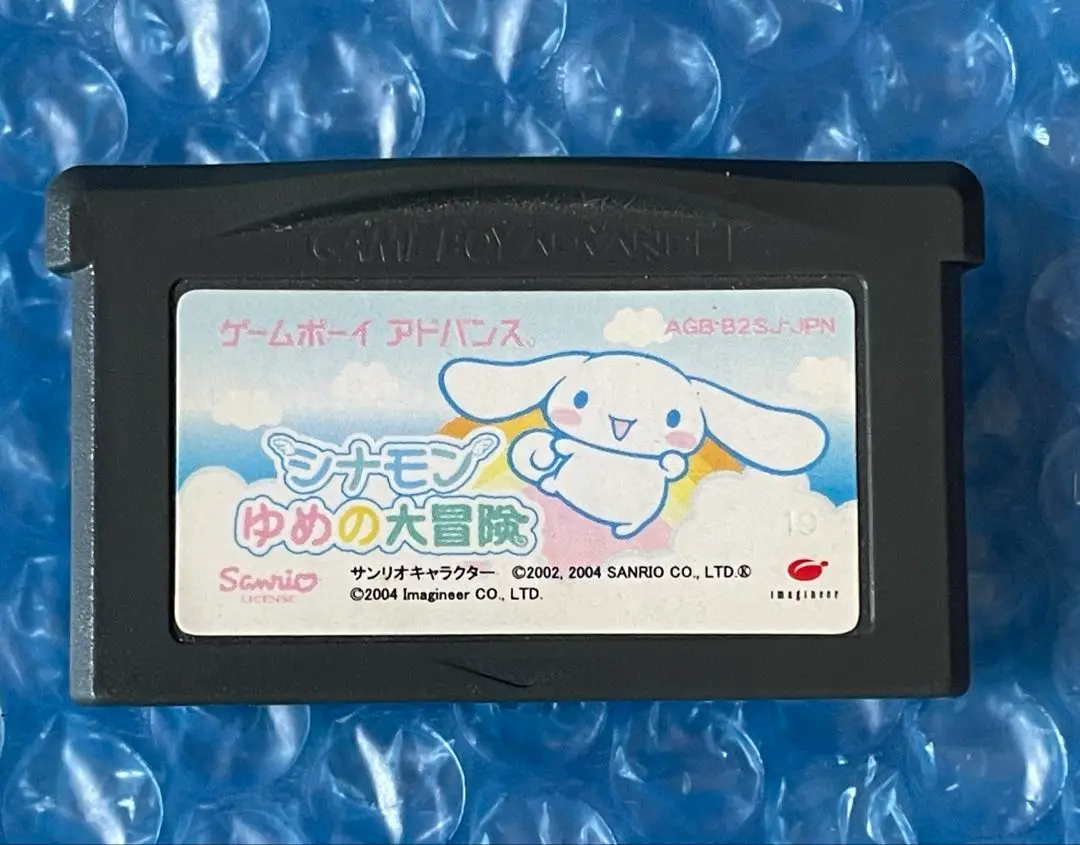 GAME BOY ADVANCE
ゲームボーイ アドバンス。
AGB-B2SJ-JPN
シナモン
ゆめの大冒険。
19
Sanrio
LICENSE
サンリオキャラクター ©2002, 2004 SANRIO CO., LTD.Ⓛ
©2004 Imagineer CO., LTD.
imagineer